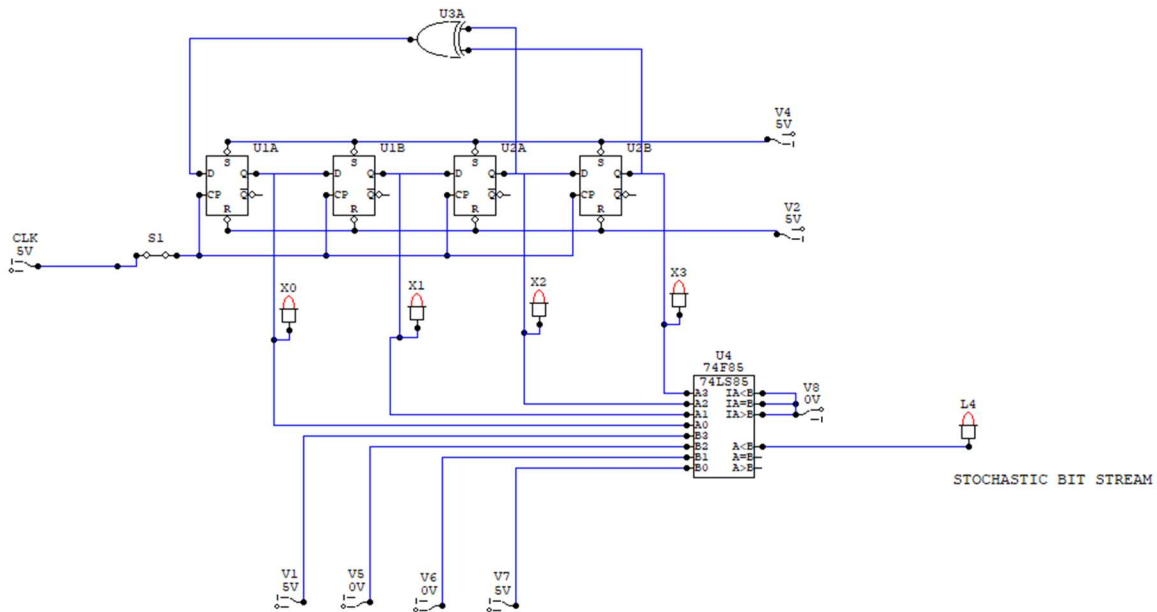 U3A
V4
5V
U1A
U1B
U2A
U2B
S
S
S
S
D Q
D Q
D Q
D Q
CP Q
CP Q
CP Q
CP Q
R
R
R
R
V2
5V
CLK
5V
S1
X0
X1
X2
X3
U4
74F85
74LS85
A3 IA<B
A2 IA=B
A1 IA>B
A0
B3
B2 A<B
B1 A=B
B0 A>B
V8
0V
L4
STOCHASTIC BIT STREAM
V1
5V
V5
0V
V6
0V
V7
5V